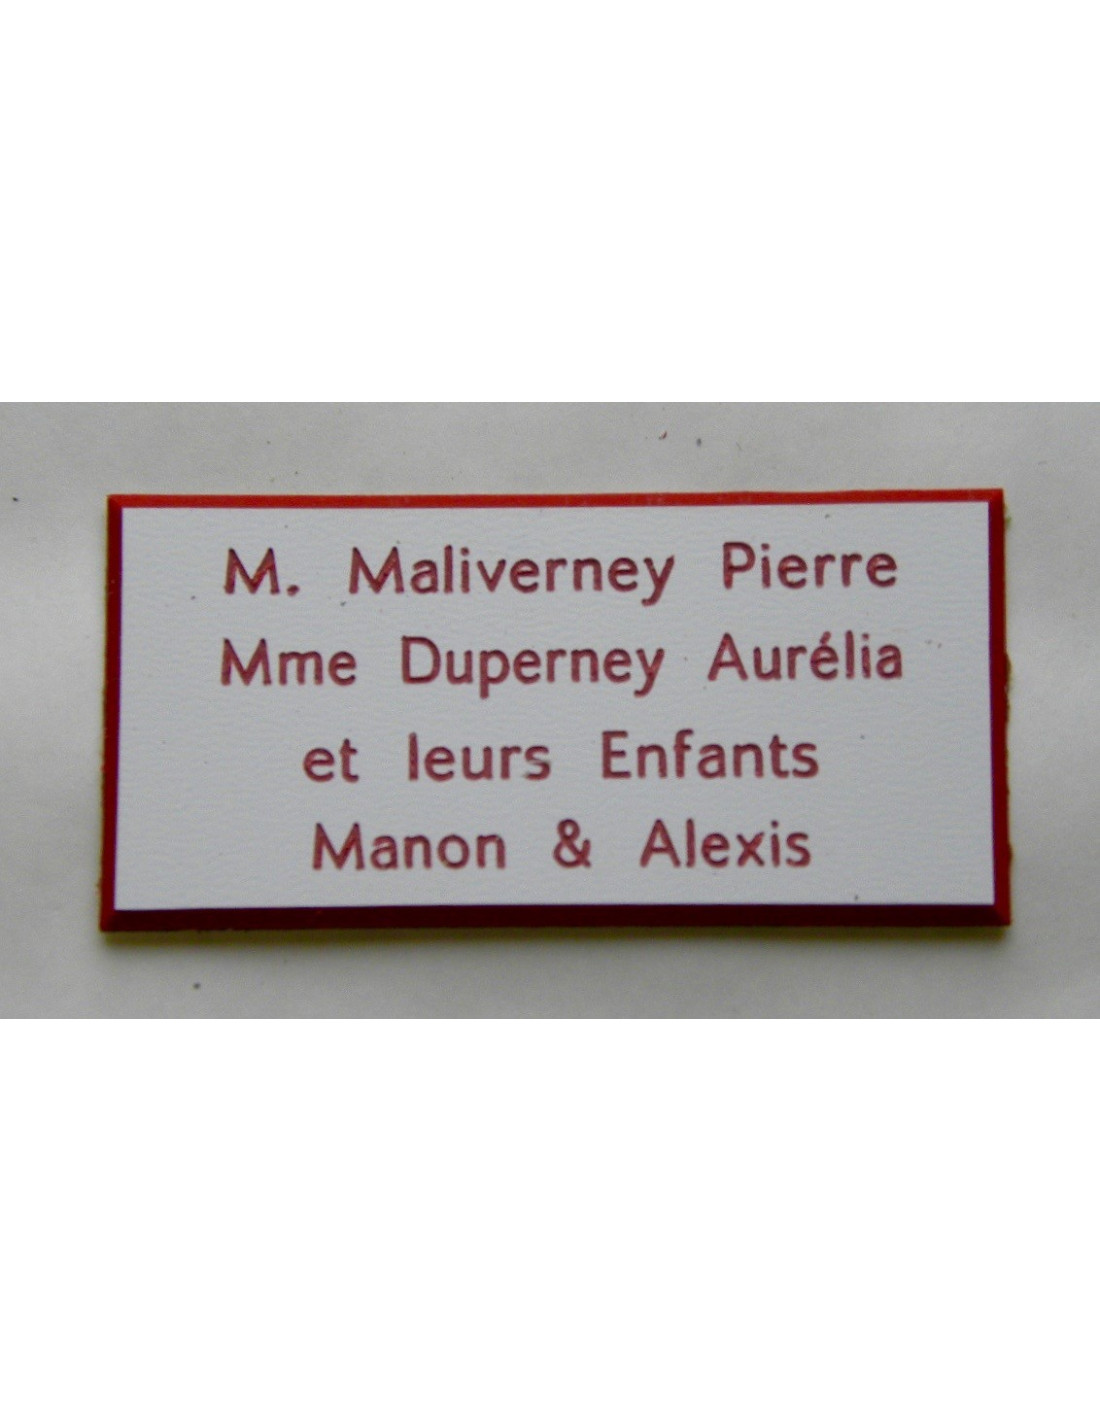 M. Maliverney Pierre
Mme Duperney Aurélia
et leurs Enfants
Manon & Alexis